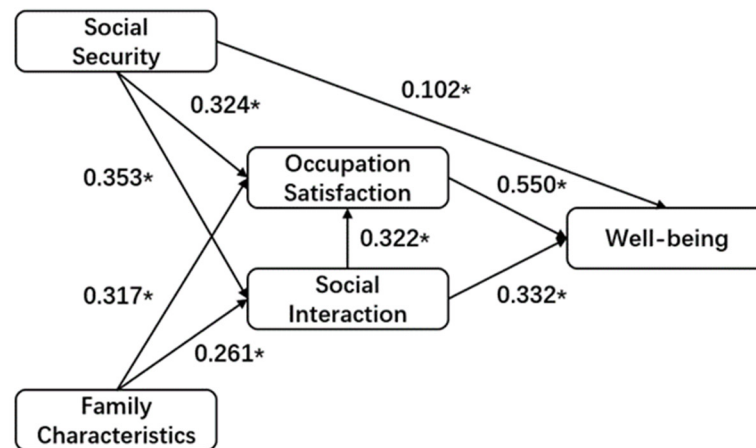 Social
Security
0.102*
0.324*
Occupation
Satisfaction
0.353*
0.550*
0.322*
Well-being
Social
Interaction
0.317*
0.332*
0.261*
Family
Characteristics